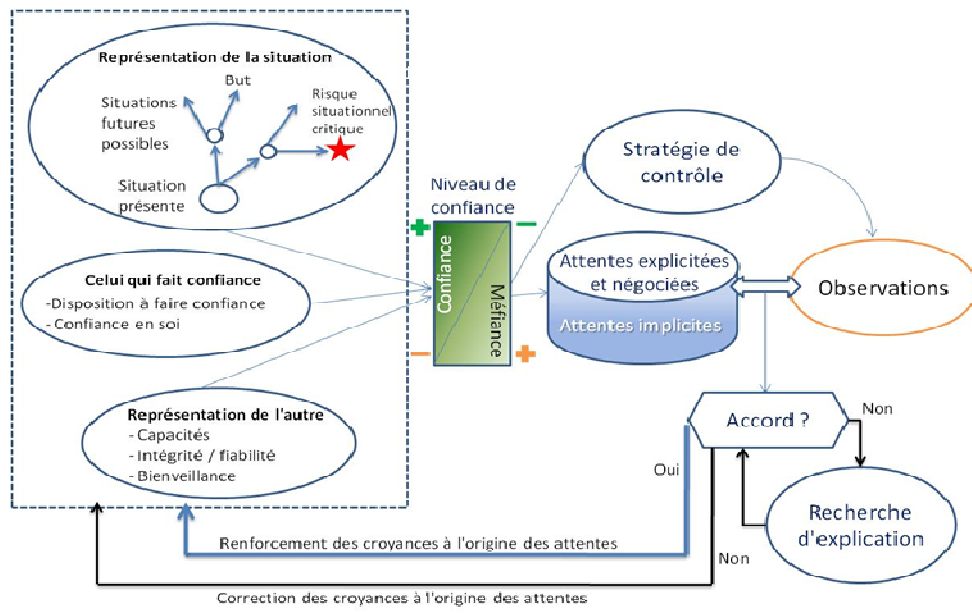 Représentation de la situation
But
Situations
futures
possibles
Risque
situationnel
critique
Situation
présente
Celui qui fait confiance
-Disposition à faire confiance
- Confiance en soi
Représentation de l'autre
- Capacités
- Intégrité / fiabilité
- Bienveillance
Niveau de
confiance
+
−
Confiance
Méfiance
−
+
Stratégie de
contrôle
Attentes explicitées
et négociées
Attentes implicites
Observations
Accord ?
Non
Oui
Recherche
d'explication
Non
Renforcement des croyances à l'origine des attentes
Correction des croyances à l'origine des attentes